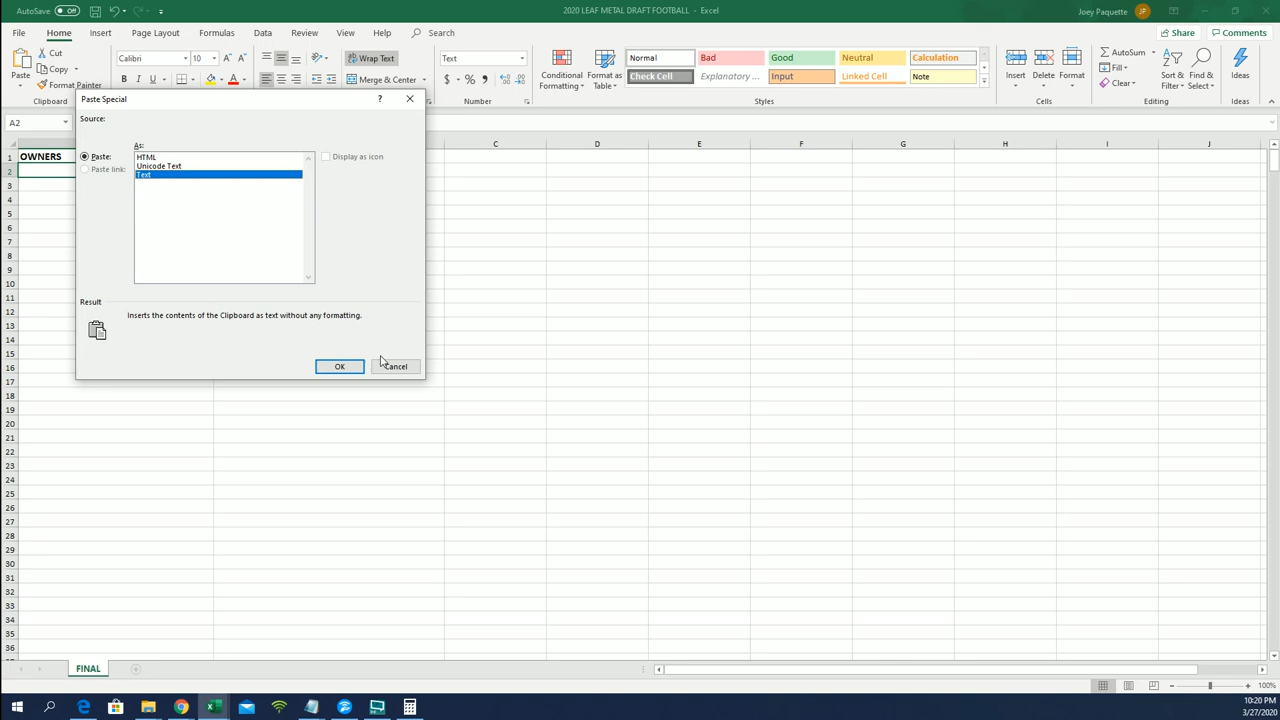 AutoSave Off
2020 LEAF METAL DRAFT FOOTBALL - Excel
Joey Paquette JP
File Home Insert Page Layout Formulas Data Review View Help Search
Share Comments
Cut
Copy
Format Painter
Paste
Clipboard
Calibri 10
B I U
Wrap Text
Merge & Center
Text
$ % ,
Number
Conditional Formatting
Format as Table
Normal Bad Good Neutral Calculation
Check Cell Explanatory ... Input Linked Cell Note
Styles
Insert Delete Format
Cells
AutoSum
Fill
Clear
Sort & Filter
Find & Select
Editing
Ideas
Ideas
A2
Paste Special ?
Source:
As:
Paste:
Paste link:
HTML
Unicode Text
Text
Display as icon
Result
Inserts the contents of the Clipboard as text without any formatting.
OK Cancel
C D E F G H I J
1 OWNERS
2
3
4
5
6
7
8
9
10
11
12
13
14
15
16
17
18
19
20
21
22
23
24
25
26
27
28
29
30
31
32
33
34
35
36
FINAL
100%
10:20 PM
3/27/2020